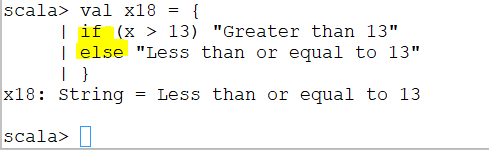 scala> val x18 = {
| if (x > 13) "Greater than 13"
| else "Less than or equal to 13"
| }
x18: String = Less than or equal to 13
scala>